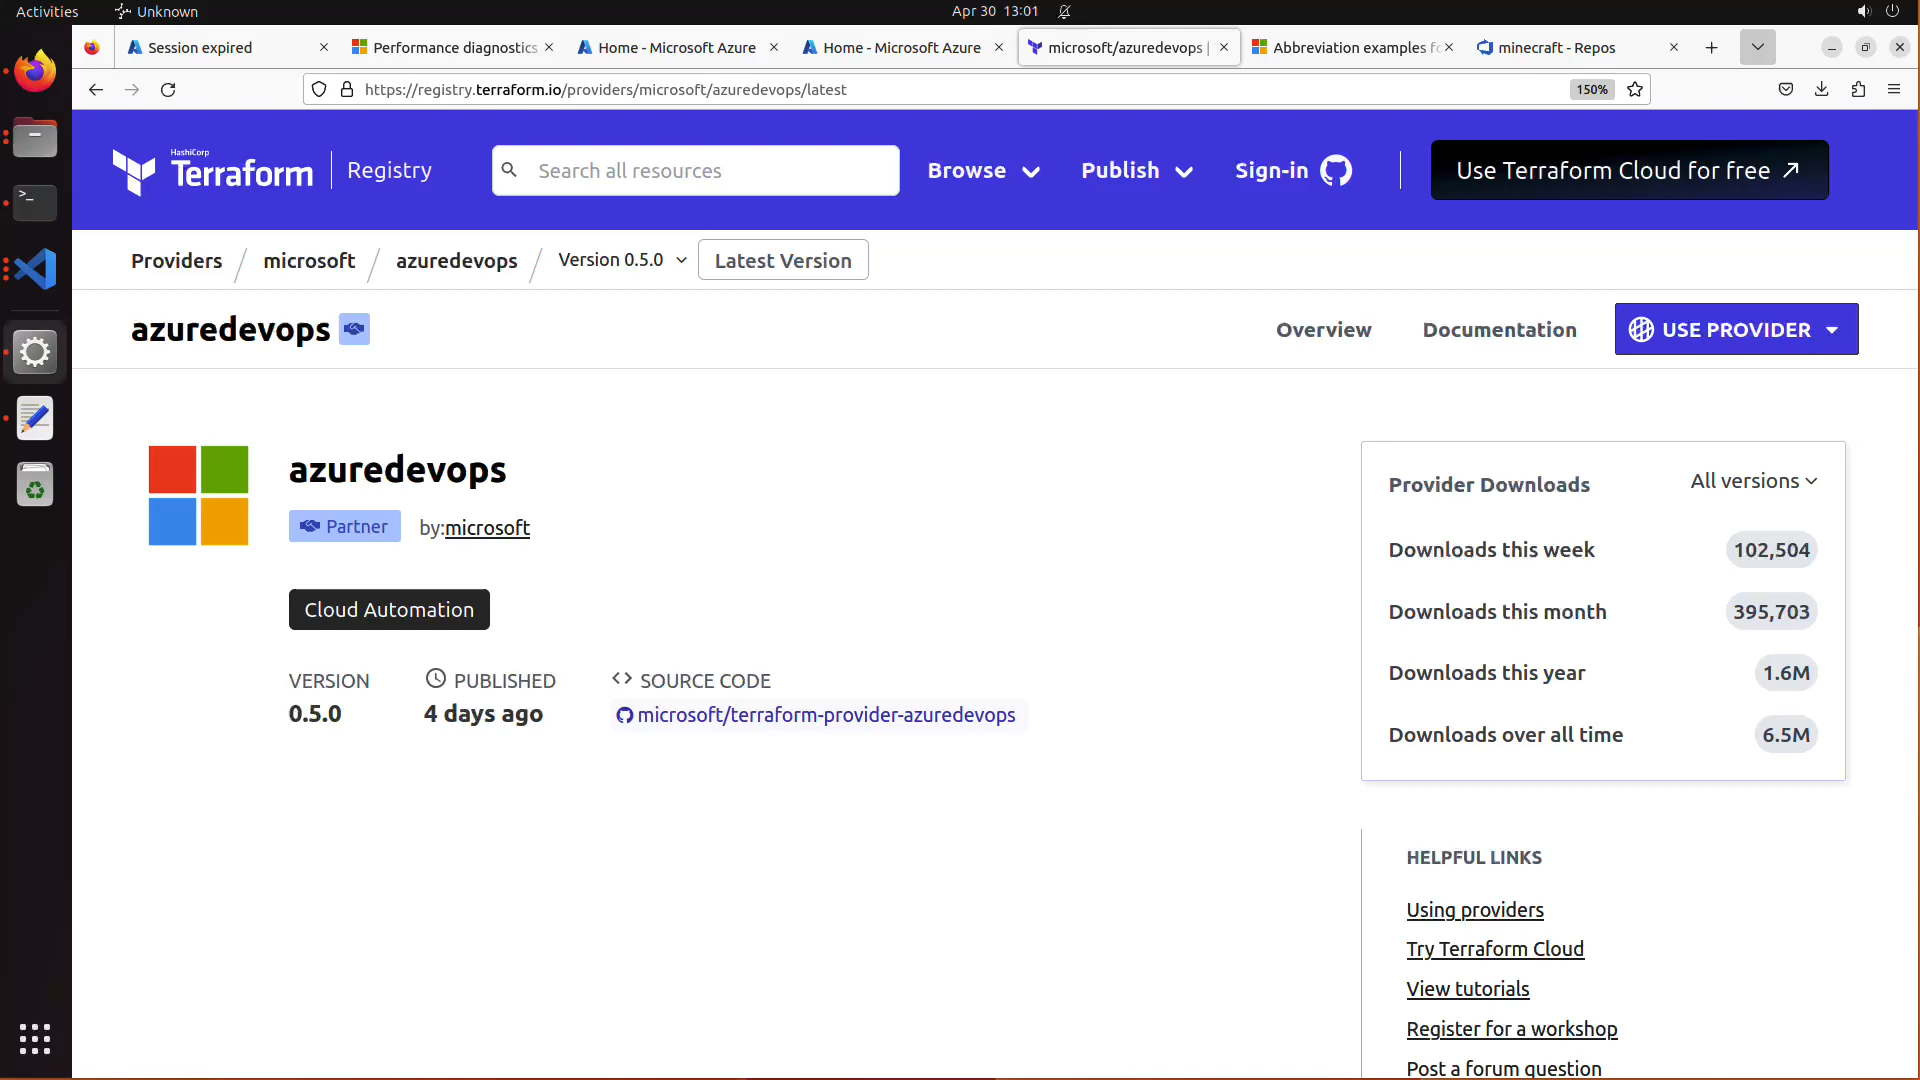 Activities
Unknown
Apr 30 13:01
Session expired
Performance diagnostics
Home - Microsoft Azure
Home - Microsoft Azure
microsoft/azuredevops |
Abbreviation examples fo
minecraft - Repos
https://registry.terraform.io/providers/microsoft/azuredevops/latest
150%
HashiCorp
Terraform
Registry
Search all resources
Browse
Publish
Sign-in
Use Terraform Cloud for free
Providers
microsoft
azuredevops
Version 0.5.0
Latest Version
azuredevops
Overview
Documentation
USE PROVIDER
azuredevops
Partner
by:microsoft
Cloud Automation
VERSION
0.5.0
PUBLISHED
4 days ago
<> SOURCE CODE
microsoft/terraform-provider-azuredevops
Provider Downloads
All versions
Downloads this week
102,504
Downloads this month
395,703
Downloads this year
1.6M
Downloads over all time
6.5M
HELPFUL LINKS
Using providers
Try Terraform Cloud
View tutorials
Register for a workshop
Post a forum question